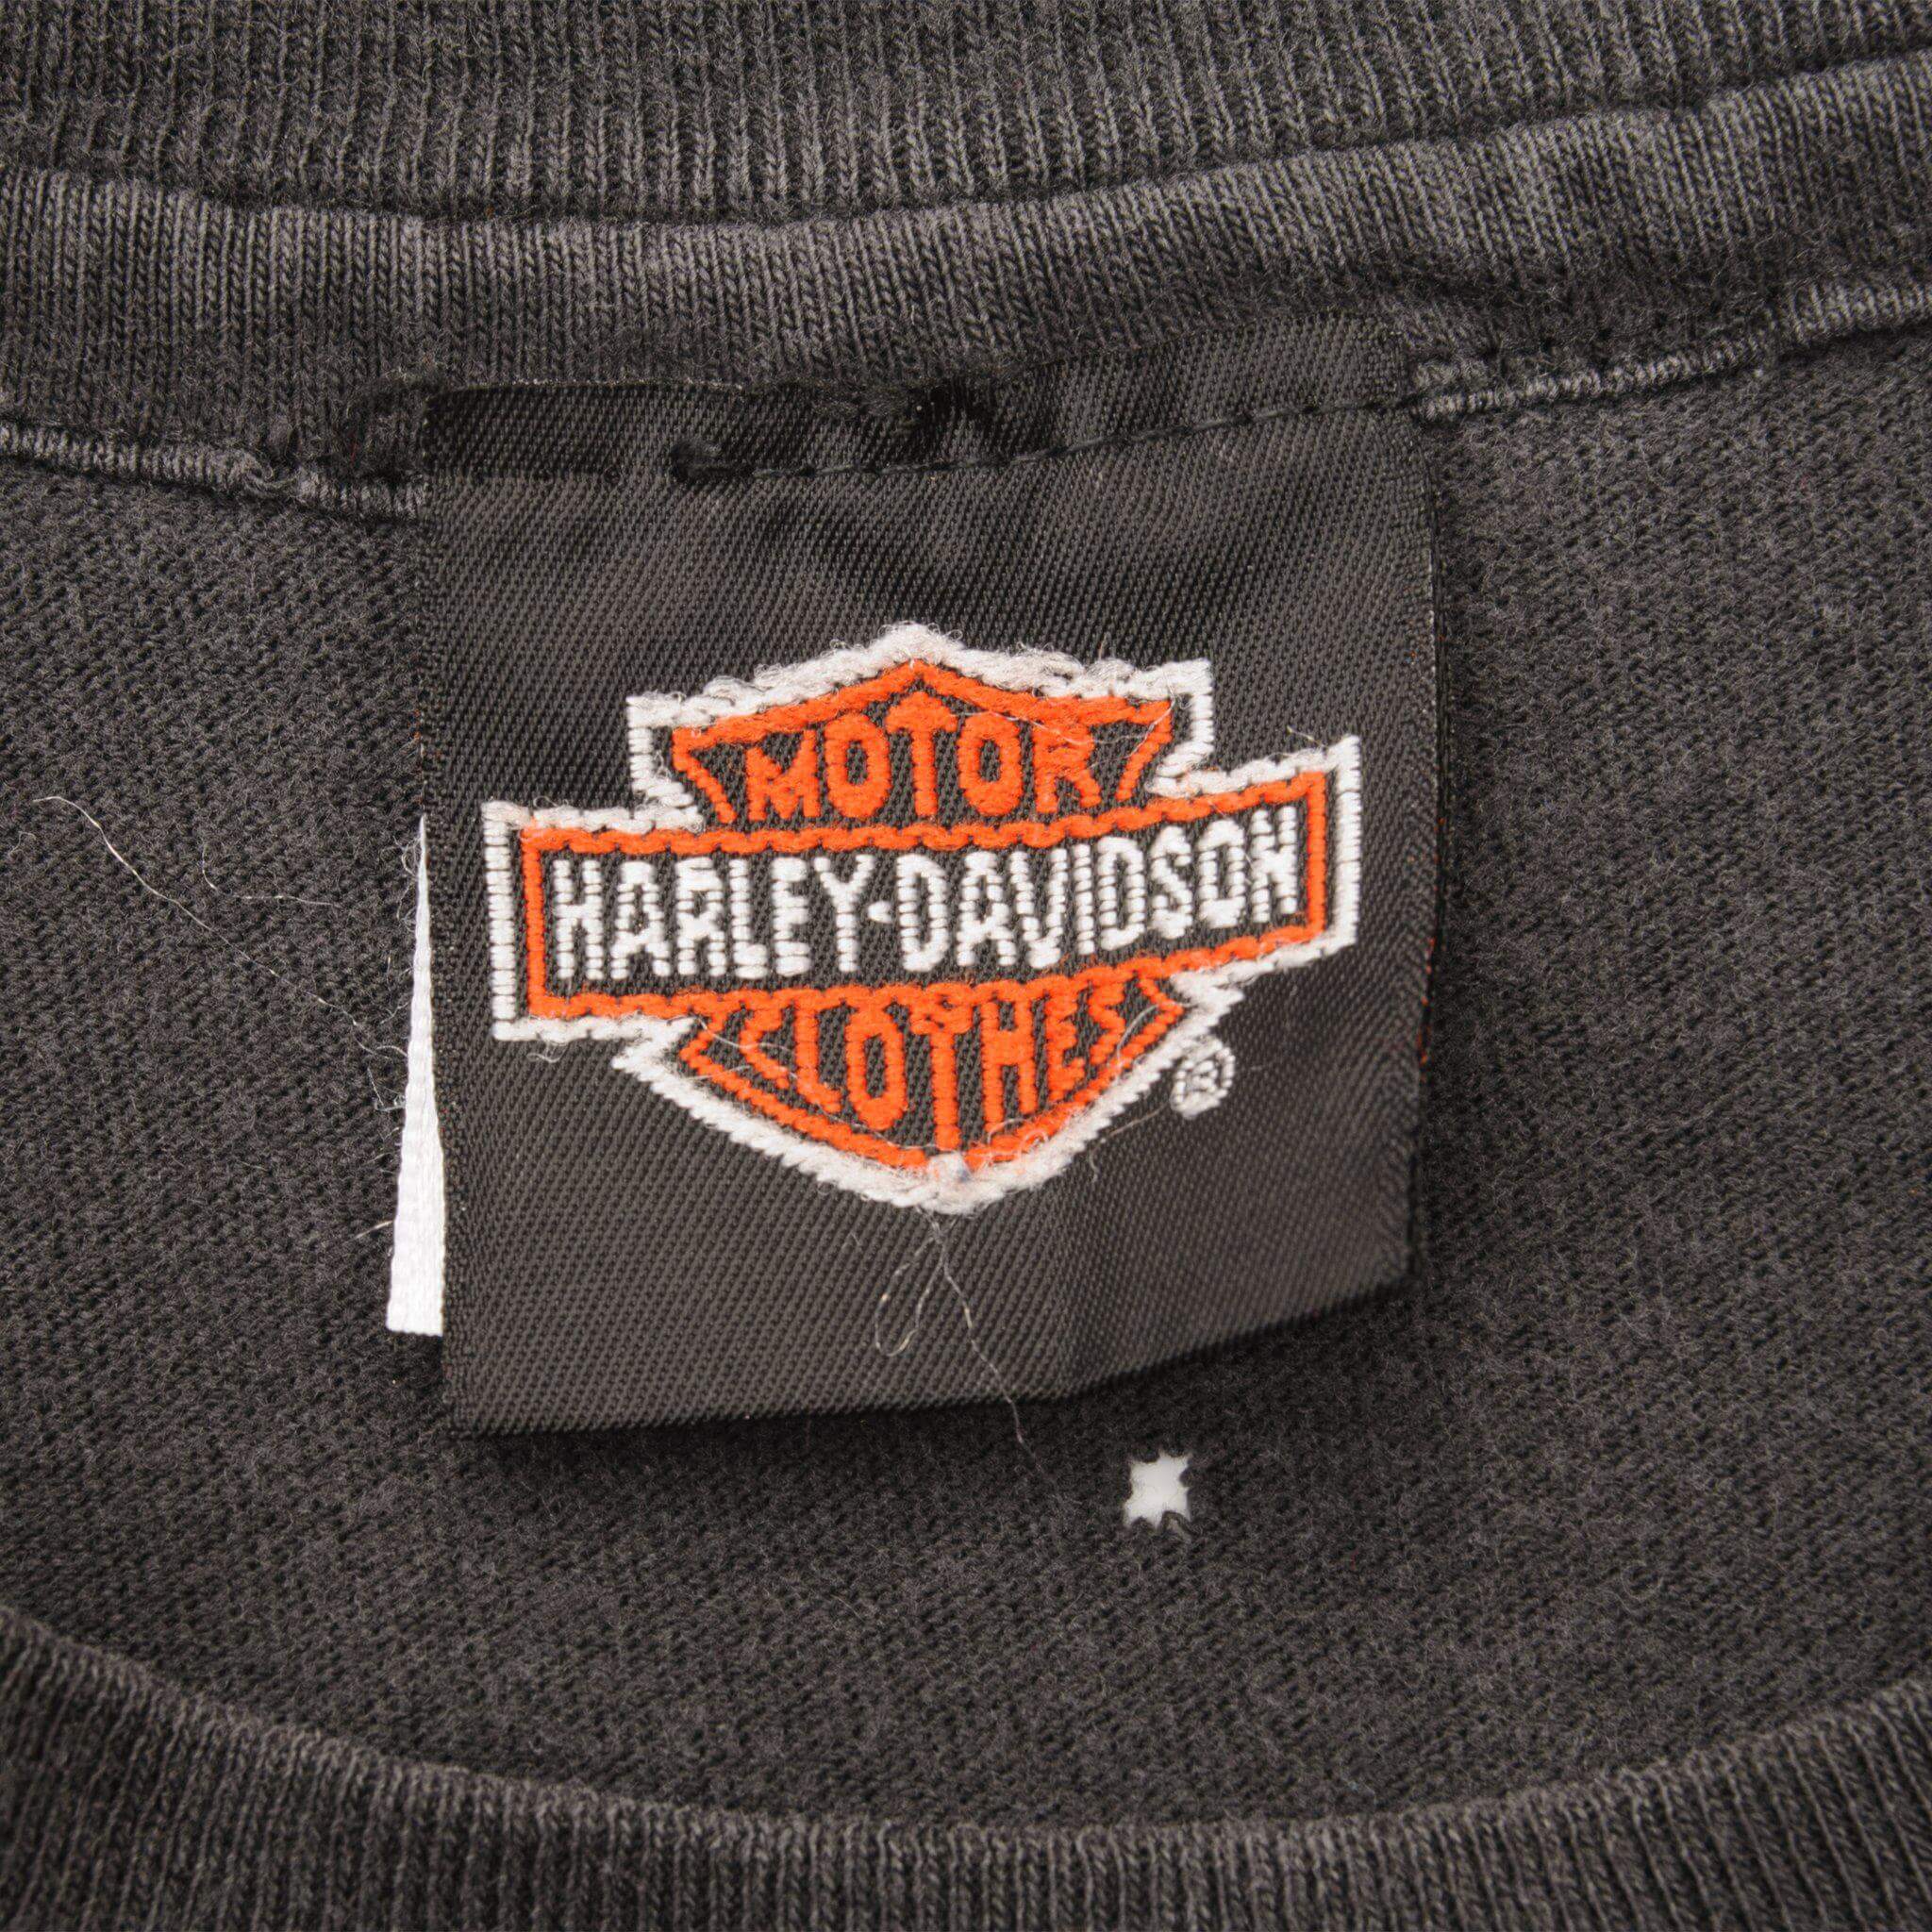 MOTOR
HARLEY-DAVIDSON
CLOTHES
®